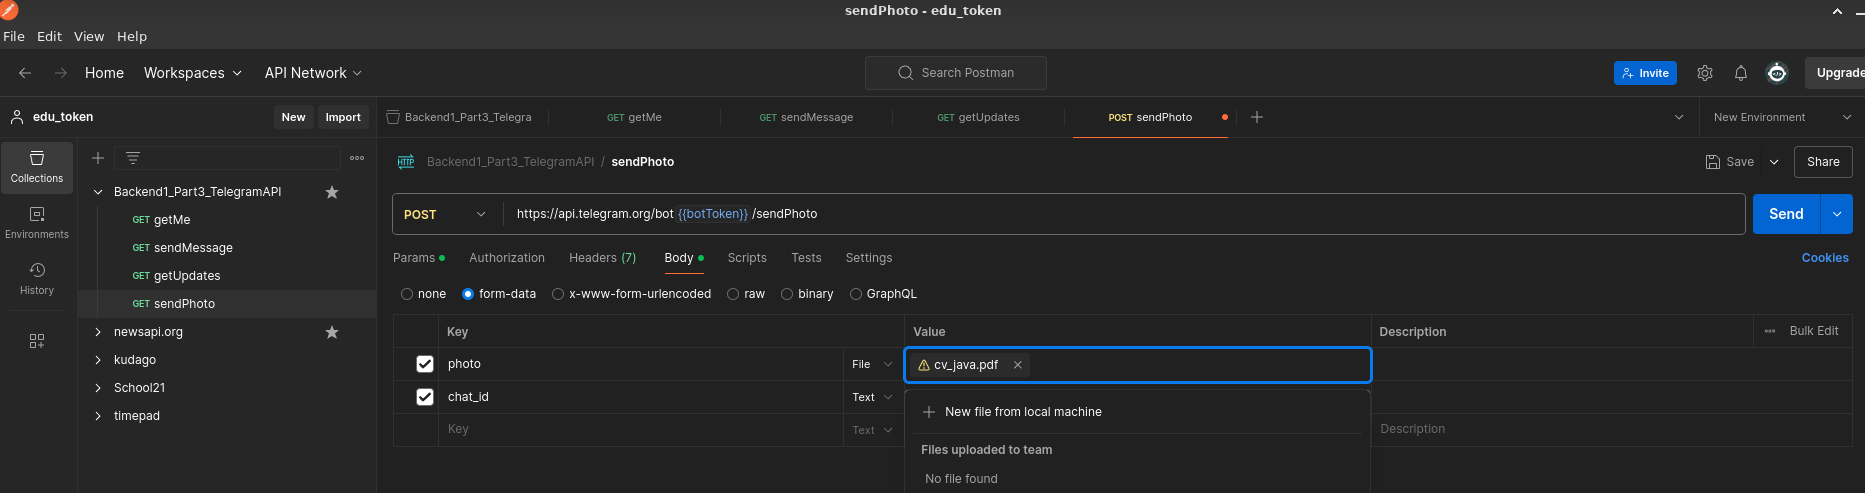 sendPhoto - edu_token
File Edit View Help
Home Workspaces API Network Search Postman Invite Upgrade
edu_token New Import Backend1_Part3_Telegra GET getMe GET sendMessage GET getUpdates POST sendPhoto New Environment
Collections
Environments
History
Backend1_Part3_TelegramAPI
GET getMe
GET sendMessage
GET getUpdates
GET sendPhoto
newsapi.org
kudago
School21
timepad
HTTP Backend1_Part3_TelegramAPI / sendPhoto Save Share
POST https://api.telegram.org/bot{{botToken}}/sendPhoto Send
Params Authorization Headers (7) Body Scripts Tests Settings Cookies
none form-data x-www-form-urlencoded raw binary GraphQL
Key Value Description Bulk Edit
photo File cv_java.pdf
chat_id Text
Key Text Description
New file from local machine
Files uploaded to team
No file found